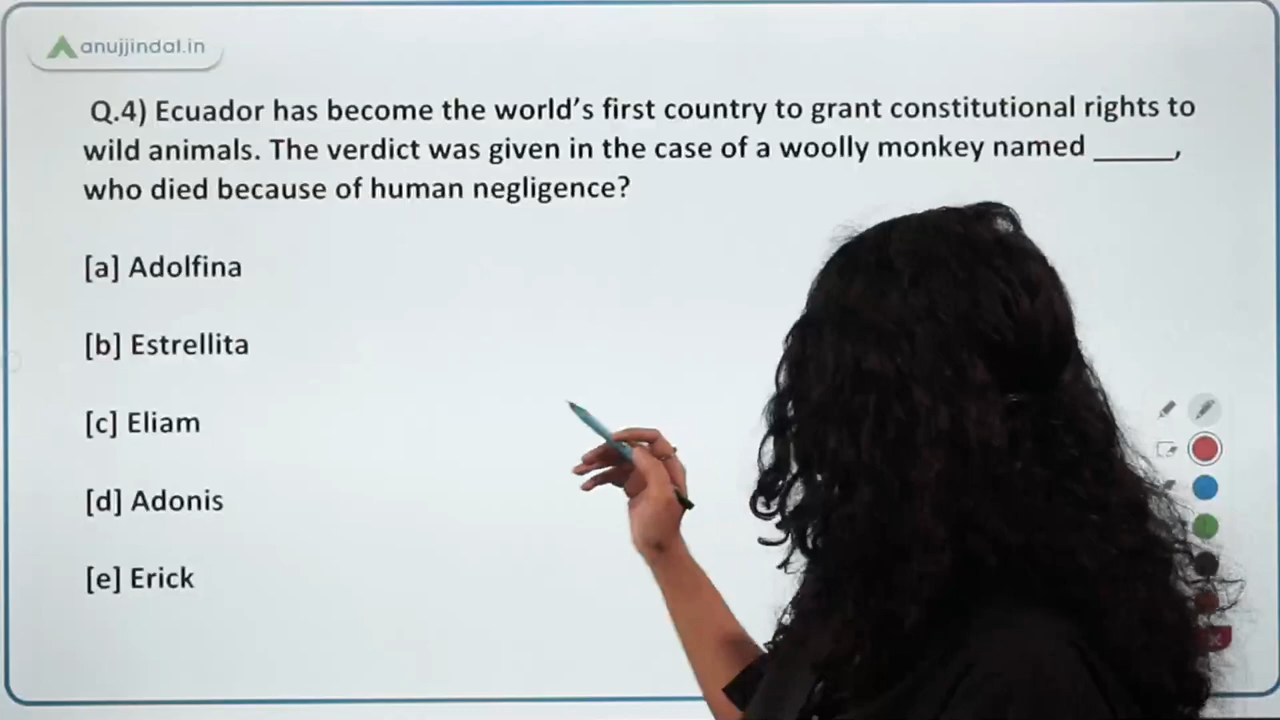 anujjindal.in
Q.4) Ecuador has become the world's first country to grant constitutional rights to
wild animals. The verdict was given in the case of a woolly monkey named _____,
who died because of human negligence?
[a] Adolfina
[b] Estrellita
[c] Eliam
[d] Adonis
[e] Erick